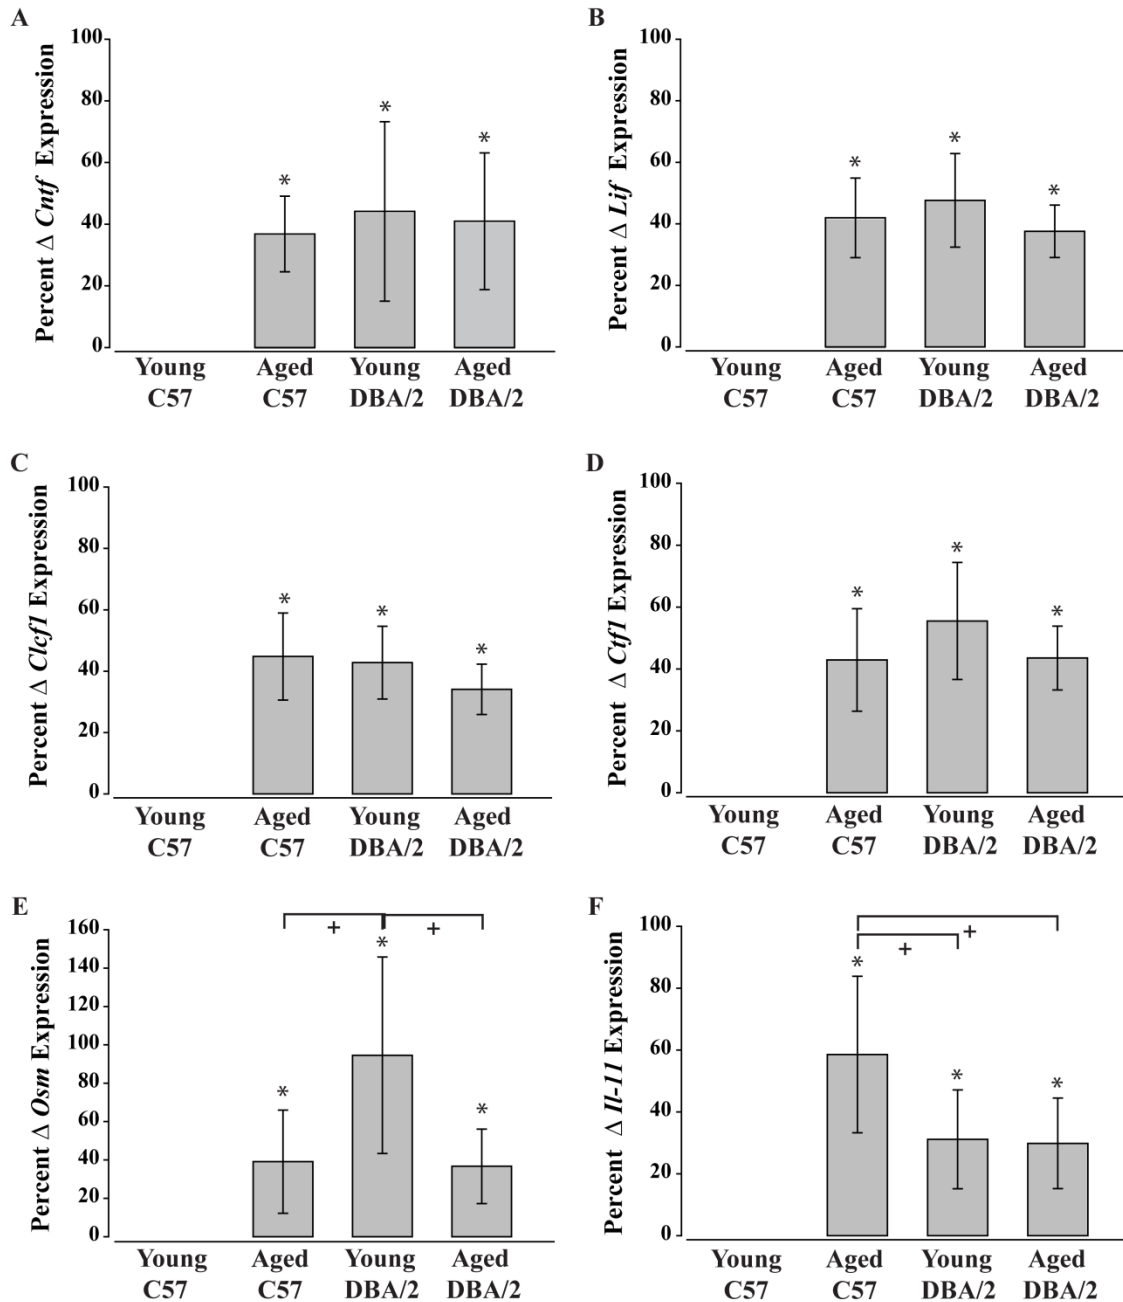 A
Percent Δ Cntf Expression
100
80
60
40
20
0
*
*
*
Young C57
Aged C57
Young DBA/2
Aged DBA/2
B
Percent Δ Lif Expression
100
80
60
40
20
0
*
*
*
Young C57
Aged C57
Young DBA/2
Aged DBA/2
C
Percent Δ Clcf1 Expression
100
80
60
40
20
0
*
*
*
Young C57
Aged C57
Young DBA/2
Aged DBA/2
D
Percent Δ Ctf1 Expression
100
80
60
40
20
0
*
*
*
Young C57
Aged C57
Young DBA/2
Aged DBA/2
E
Percent Δ Osm Expression
160
140
120
100
80
60
40
20
0
+
+
*
*
*
Young C57
Aged C57
Young DBA/2
Aged DBA/2
F
Percent Δ Il-11 Expression
100
80
60
40
20
0
+
+
*
*
*
Young C57
Aged C57
Young DBA/2
Aged DBA/2